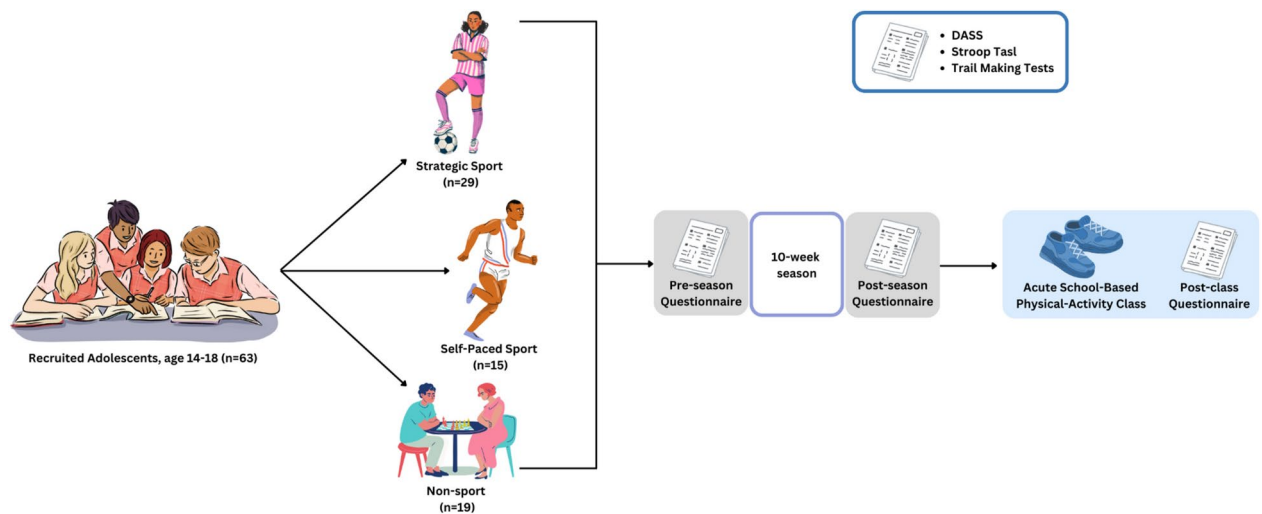 Recruited Adolescents, age 14-18 (n=63)
Strategic Sport
(n=29)
Self-Paced Sport
(n=15)
Non-sport
(n=19)
Pre-season
Questionnaire
10-week
season
Post-season
Questionnaire
Acute School-Based
Physical-Activity Class
Post-class
Questionnaire
• DASS
• Stroop Tasl
• Trail Making Tests